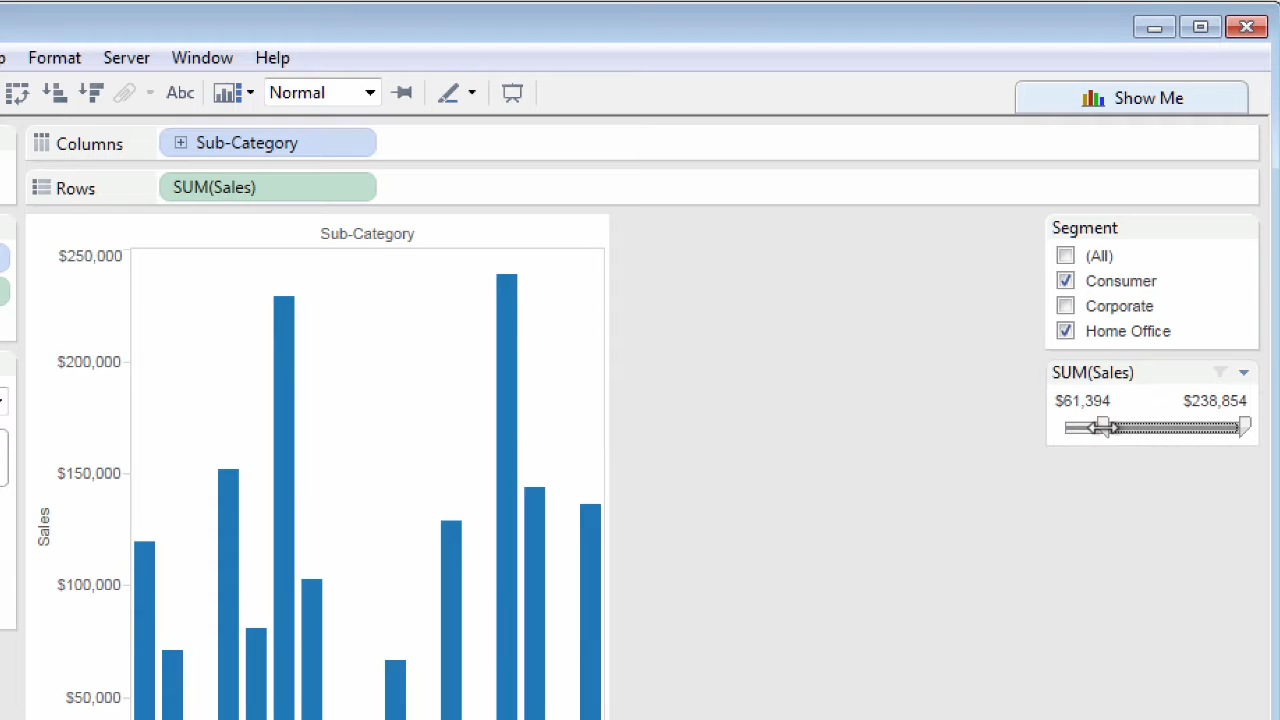 Format Server Window Help
Abc Normal Show Me
Columns Sub-Category
Rows SUM(Sales)
Sub-Category
$250,000
$200,000
$150,000
$100,000
$50,000
Sales
Segment
(All)
Consumer
Corporate
Home Office
SUM(Sales)
$61,394 $238,854